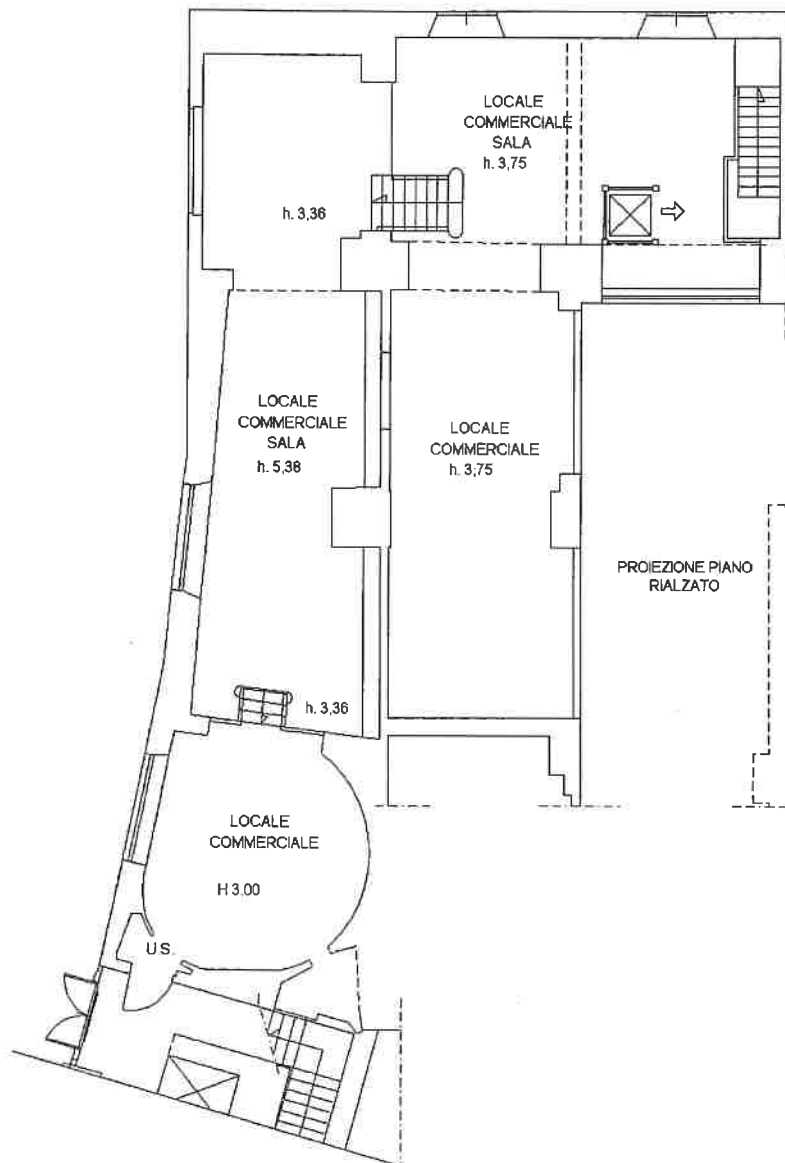 LOCALE
COMMERCIALE
SALA
h. 3,75
h. 3,36
LOCALE
COMMERCIALE
SALA
h. 5,38
LOCALE
COMMERCIALE
h. 3,75
PROIEZIONE PIANO
RIALZATO
h. 3,36
LOCALE
COMMERCIALE
H 3,00
U.S.